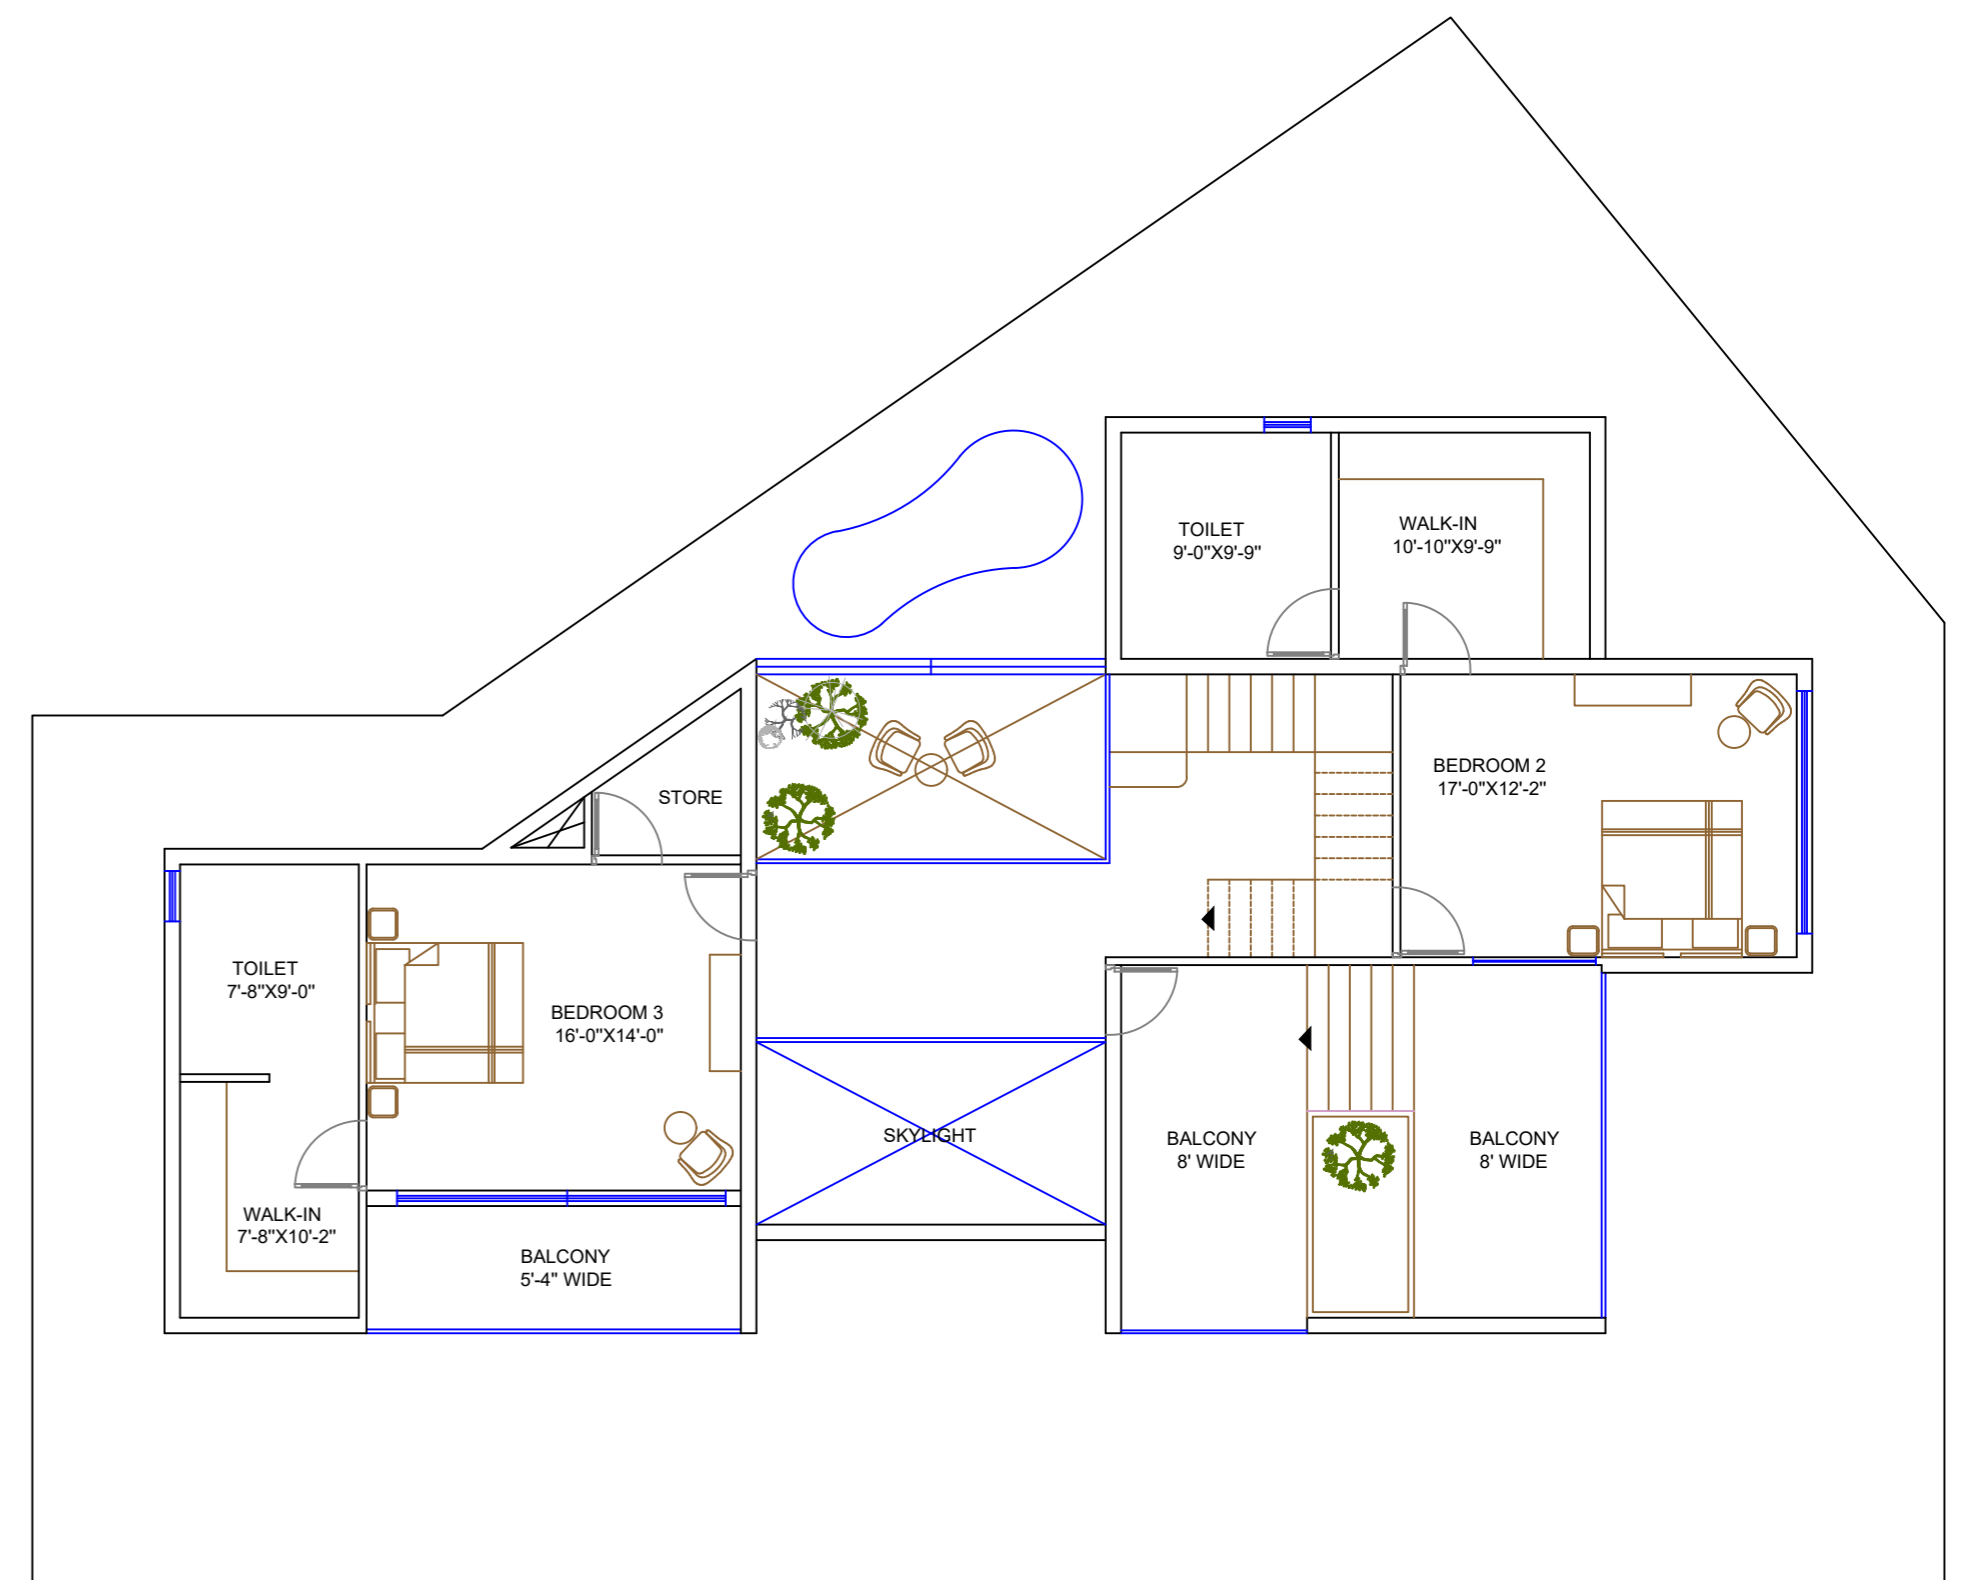 TOILET
9'-0"X9'-9"
WALK-IN
10'-10"X9'-9"
STORE
BEDROOM 2
17'-0"X12'-2"
TOILET
7'-8"X9'-0"
BEDROOM 3
16'-0"X14'-0"
SKYLIGHT
BALCONY
8' WIDE
BALCONY
8' WIDE
WALK-IN
7'-8"X10'-2"
BALCONY
5'-4" WIDE